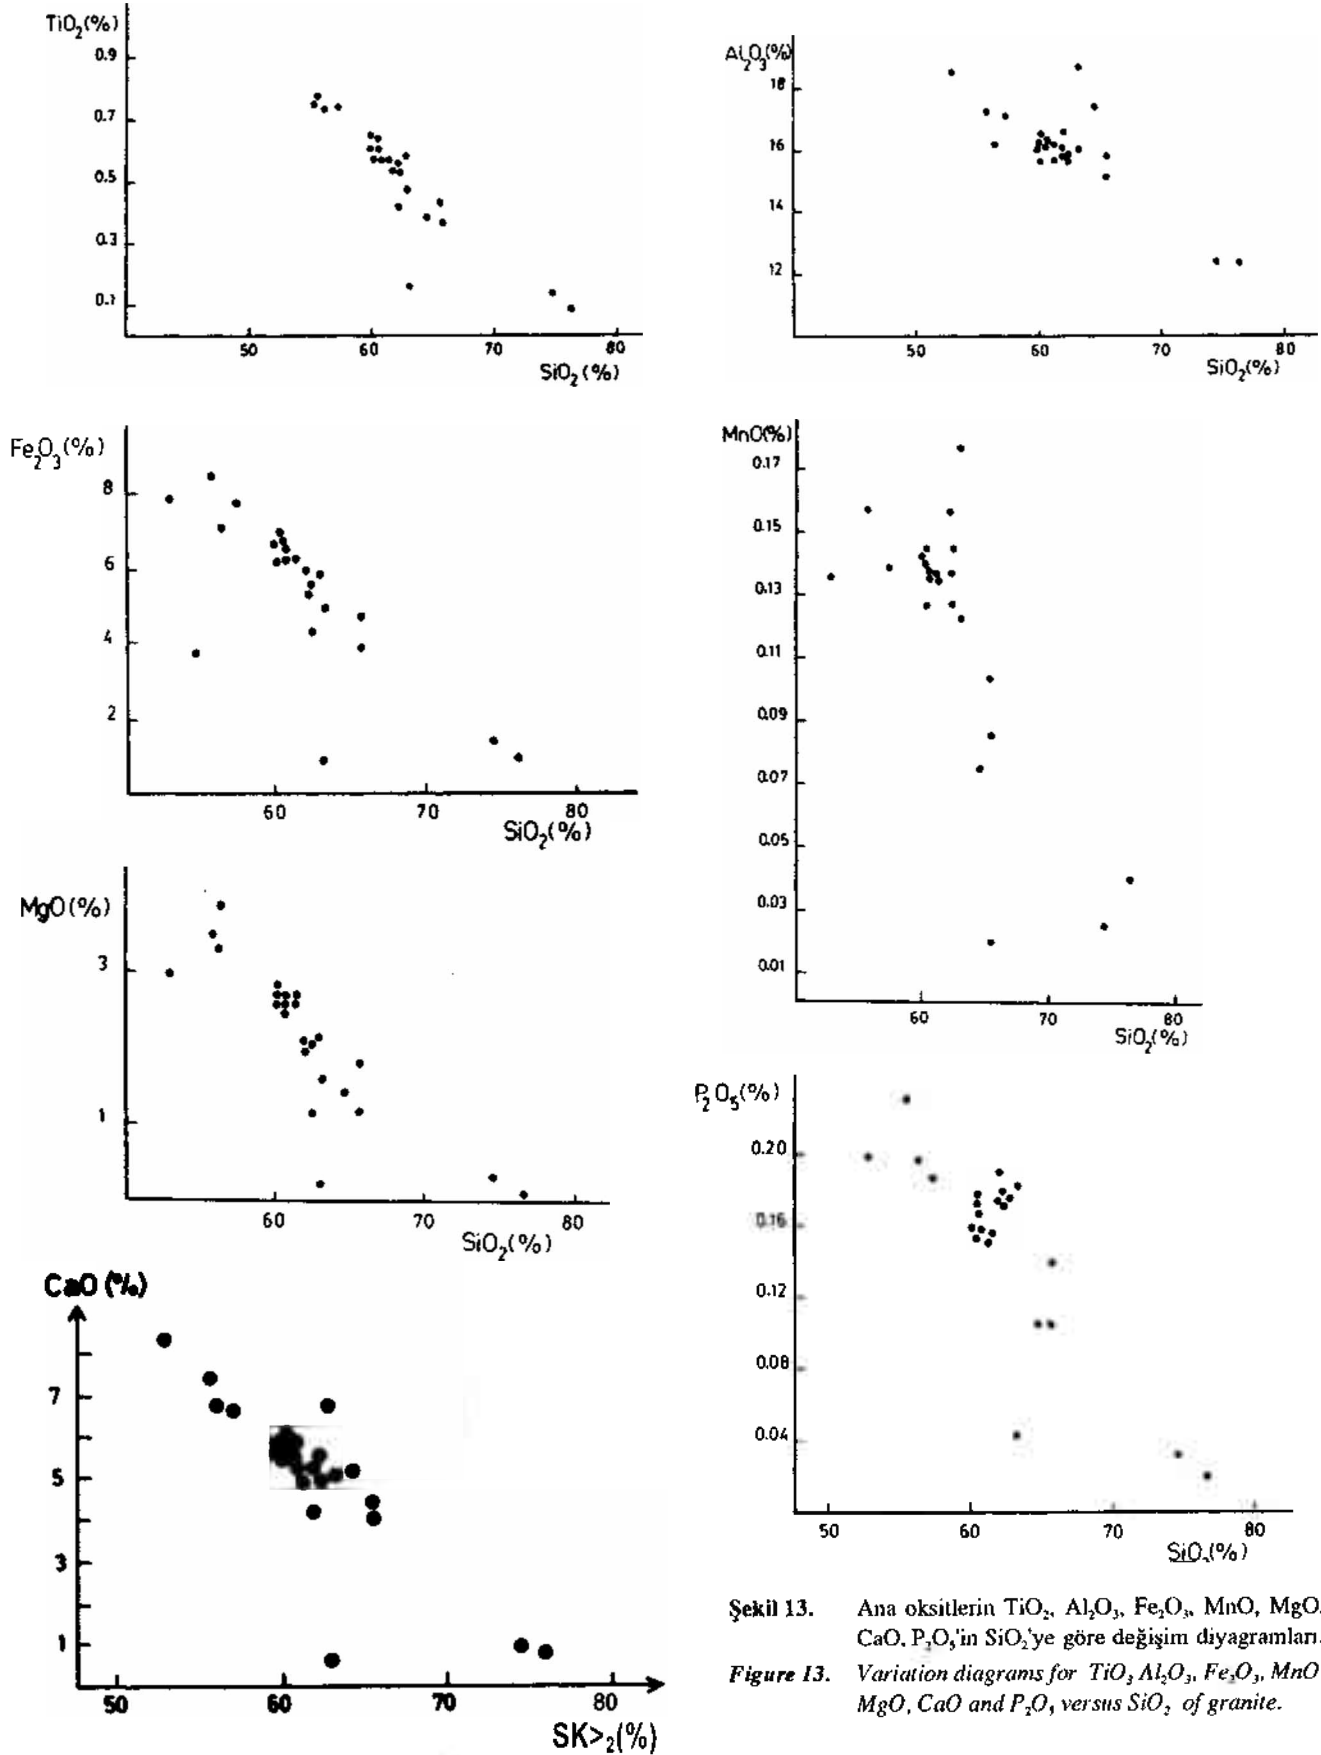 TiO₂(%)
0.9
0.7
0.5
0.3
0.1
50 60 70 80
SiO₂(%)
Al₂O₃(%)
18
16
14
12
50 60 70 80
SiO₂(%)
Fe₂O₃(%)
8
6
4
2
60 70 80
SiO₂(%)
MnO(%)
0.17
0.15
0.13
0.11
0.09
0.07
0.05
0.03
0.01
60 70 80
SiO₂(%)
MgO(%)
3
1
60 70 80
SiO₂(%)
P₂O₅(%)
0.20
0.16
0.12
0.08
0.04
50 60 70 80
SiO₂(%)
CaO (%)
7
5
3
1
50 60 70 80
SK>₂(%)
Şekil 13. Ana oksitlerin TiO₂, Al₂O₃, Fe₂O₃, MnO, MgO,
CaO, P₂O₅'in SiO₂'ye göre değişim diyagramları.
Figure 13. Variation diagrams for TiO₃ Al₂O₃, Fe₂O₃, MnO
MgO, CaO and P₂O₅ versus SiO₂ of granite.